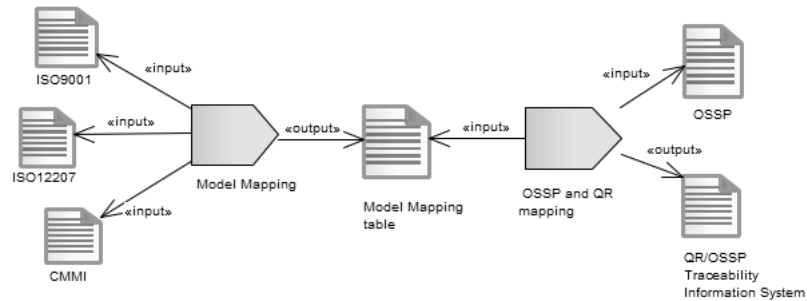 «input»
ISO9001
«input»
ISO12207
«input»
CMMI
Model Mapping
«output»
Model Mapping
table
«input»
OSSP and QR
mapping
«input»
OSSP
«output»
QR/OSSP
Traceability
Information System